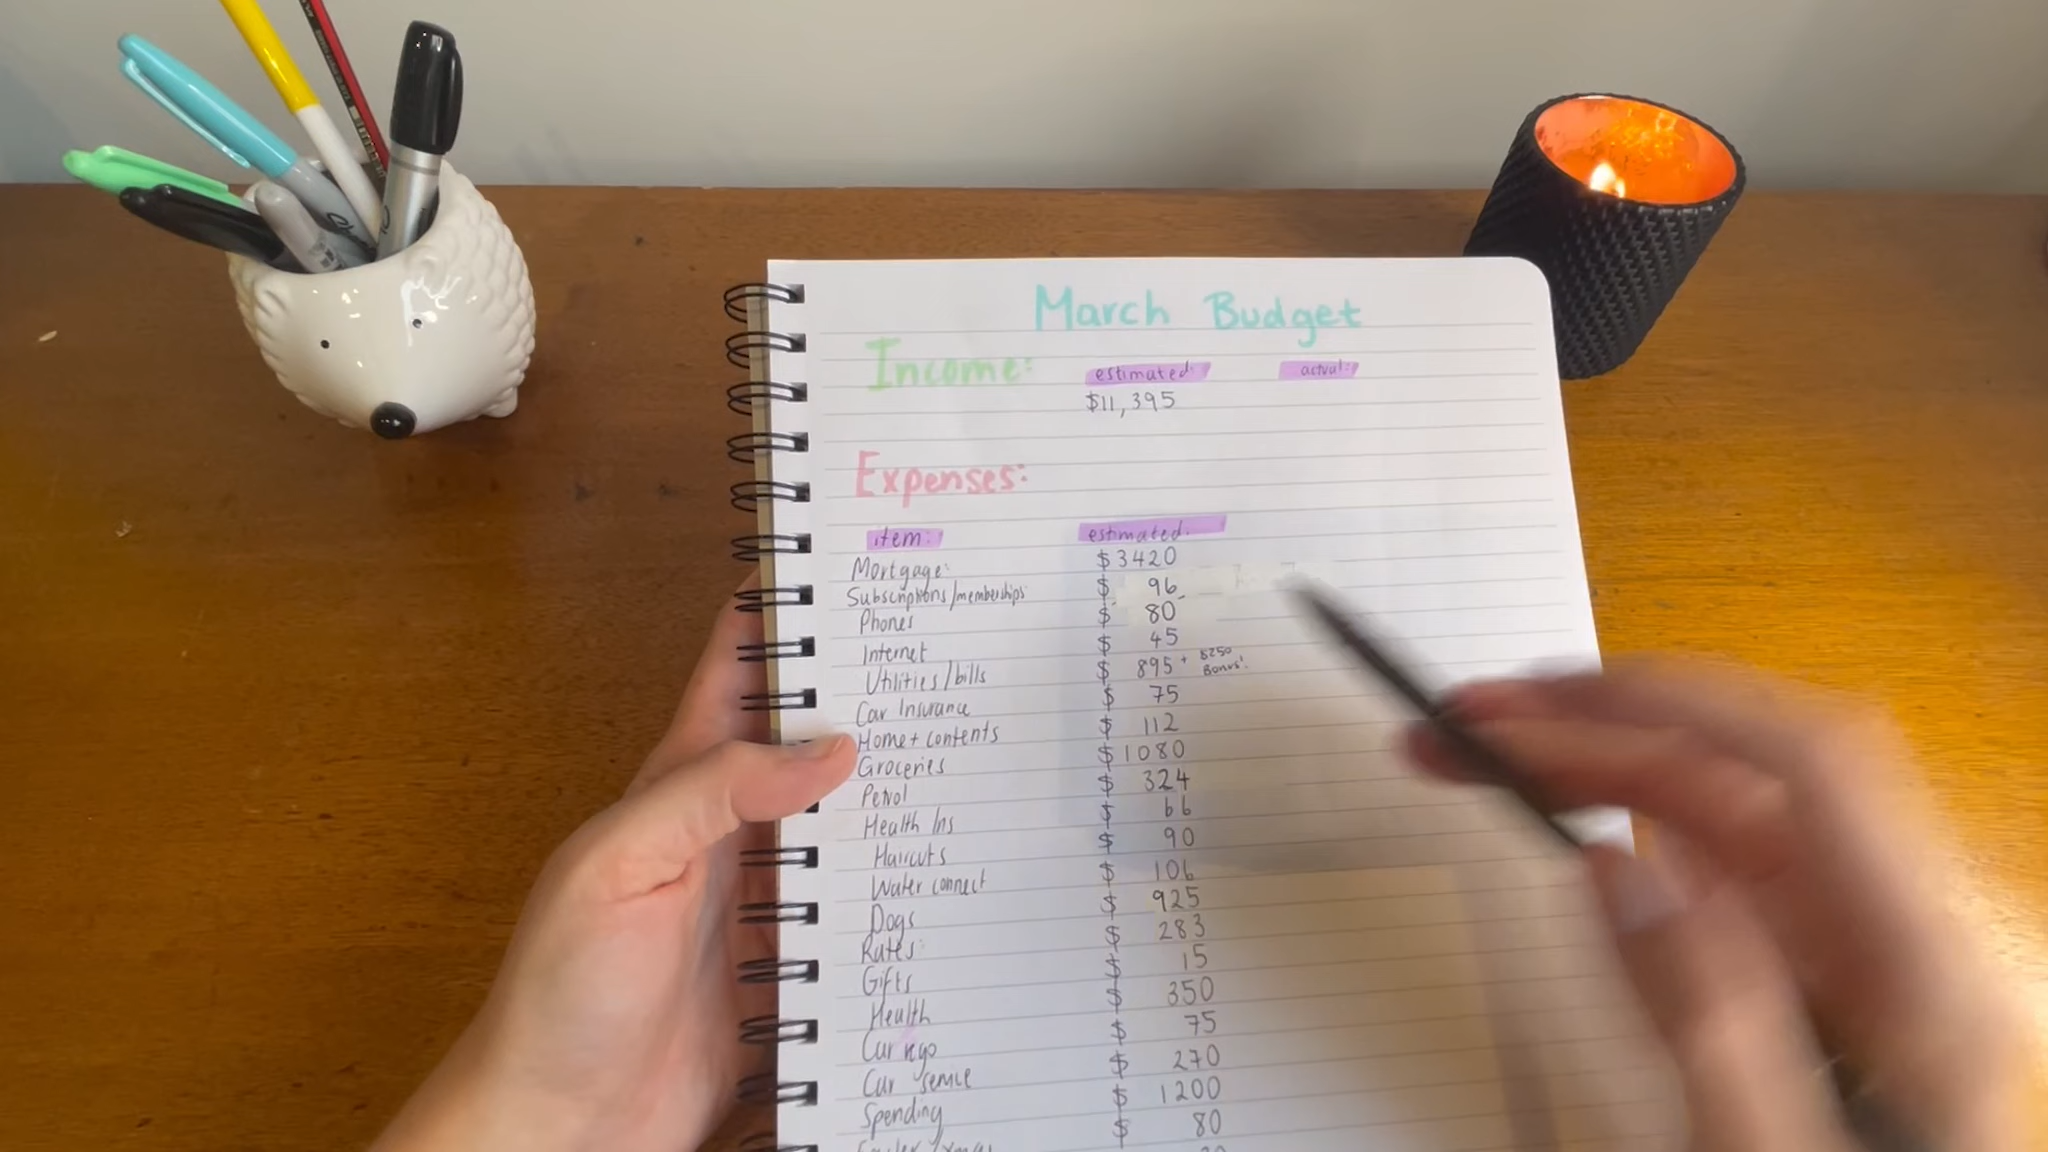 March Budget
Income: estimated: actual:
$11,395
Expenses:
item: estimated:
Mortgage: $3420
Subscriptions/memberships $ 96
Phones $ 80
Internet $ 45
Utilities/bills $ 895 + $250 Bonus!
Car Insurance $ 75
Home + contents $ 112
Groceries $1080
Petrol $ 324
Health Ins $ 66
Haircuts $ 90
Water connect $ 106
Dogs $ 925
Rates: $ 283
Gifts $ 15
Health $ 350
Car rego $ 75
Car service $ 270
Spending $ 1200
$ 80